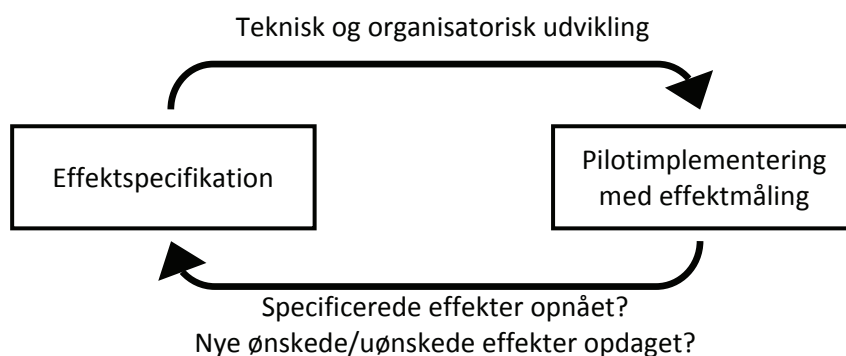 Teknisk og organisatorisk udvikling
Effektspecifikation
Pilotimplementering
med effektmåling
Specificerede effekter opnået?
Nye ønskede/uønskede effekter opdaget?